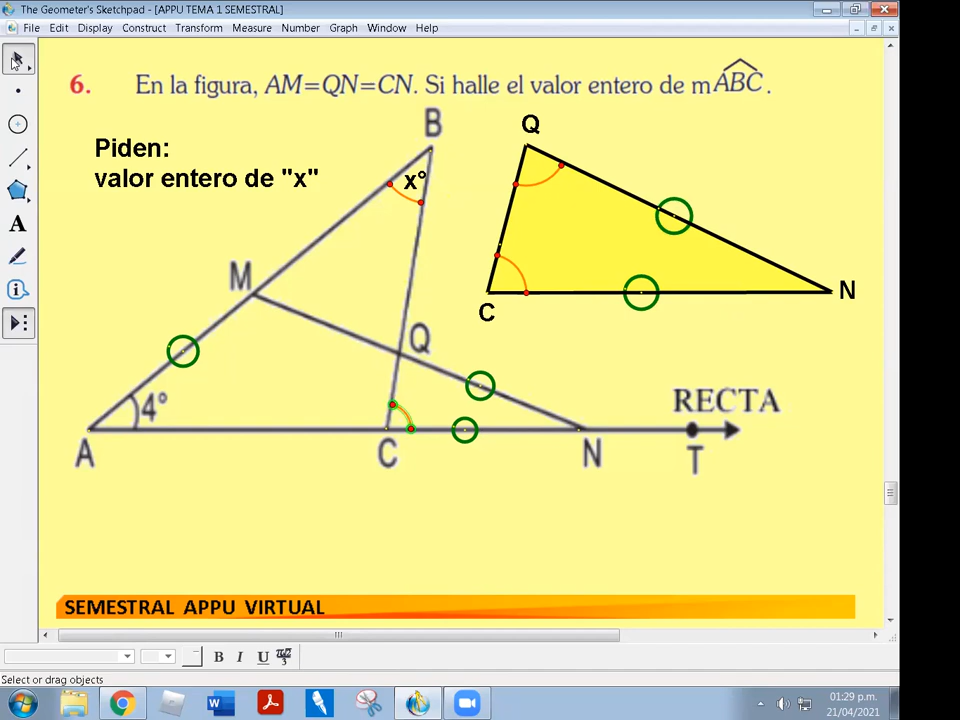 The Geometer's Sketchpad - [APPU TEMA 1 SEMESTRAL]
File Edit Display Construct Transform Measure Number Graph Window Help
6. En la figura, AM=QN=CN. Si halle el valor entero de mABC.
Piden:
valor entero de "x"
B
x°
M
Q
4°
A
C
N
RECTA
T
Q
C
N
SEMESTRAL APPU VIRTUAL
B I U
Select or drag objects
01:29 p.m.
21/04/2021